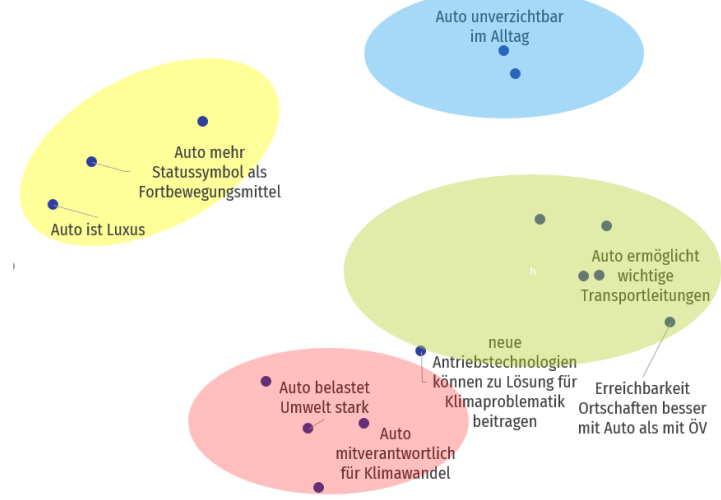 Auto unverzichtbar
im Alltag
Auto mehr
Statussymbol als
Fortbewegungsmittel
Auto ist Luxus
Auto ermöglicht
wichtige
Transportleitungen
h
neue
Antriebstechnologien
können zu Lösung für
Klimaproblematik
beitragen
Erreichbarkeit
Ortschaften besser
mit Auto als mit ÖV
Auto belastet
Umwelt stark
Auto
mitverantwortlich
für Klimawandel